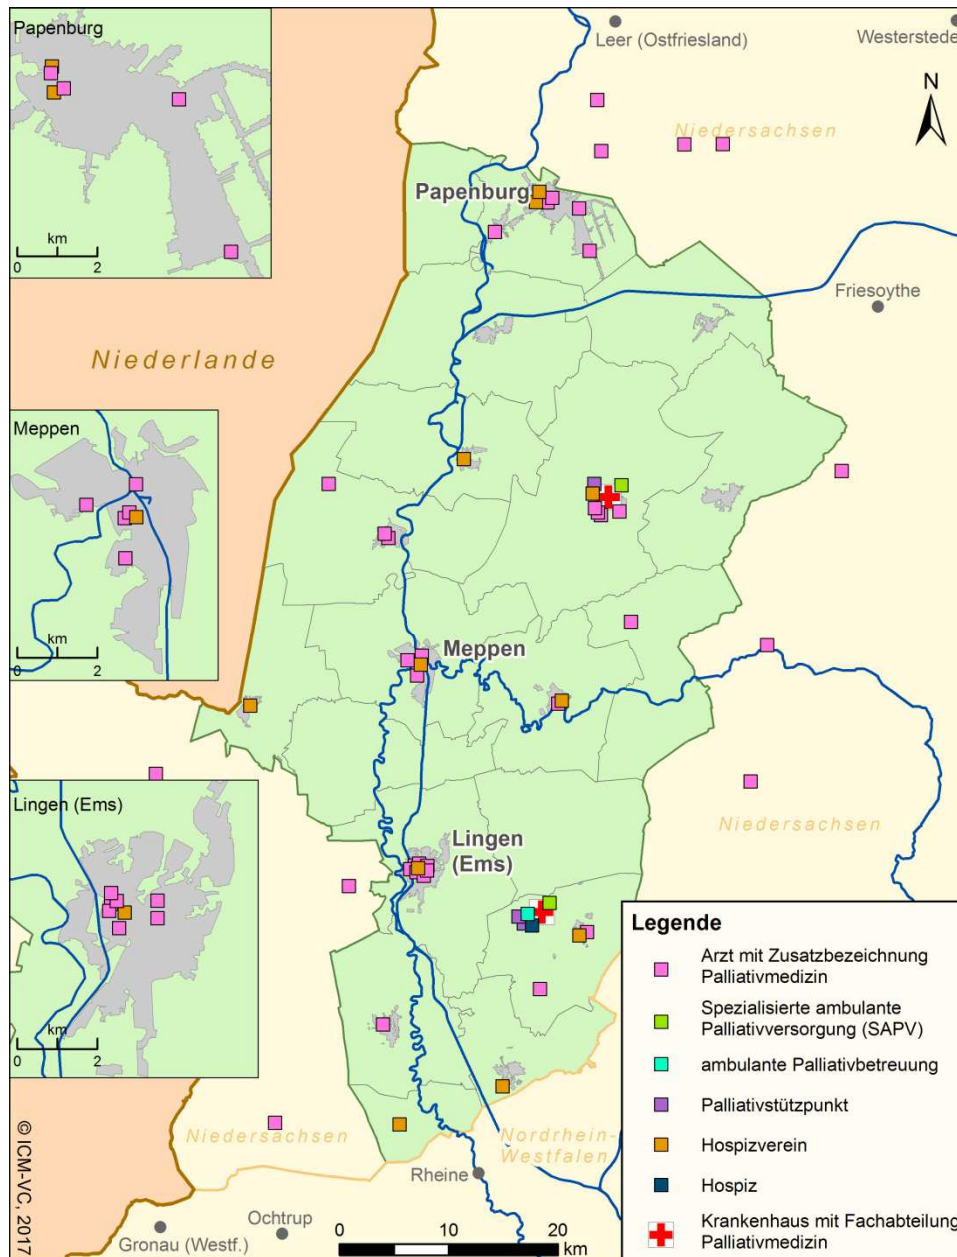 Papenburg
km
0 2
Leer (Ostfriesland)
Westerstede
N
Niedersachsen
Papenburg
Friesoythe
Niederlande
Meppen
km
0 2
Meppen
Lingen (Ems)
km
0 2
Lingen
(Ems)
Niedersachsen
Legende
Arzt mit Zusatzbezeichnung
Palliativmedizin
Spezialisierte ambulante
Palliativversorgung (SAPV)
ambulante Palliativbetreuung
Palliativstützpunkt
Hospizverein
Hospiz
Krankenhaus mit Fachabteilung
Palliativmedizin
Niedersachsen
Nordrhein-
Westfalen
Rheine
Ochtrup
Gronau (Westf.)
0 10 20
km
© ICM-VC, 2017